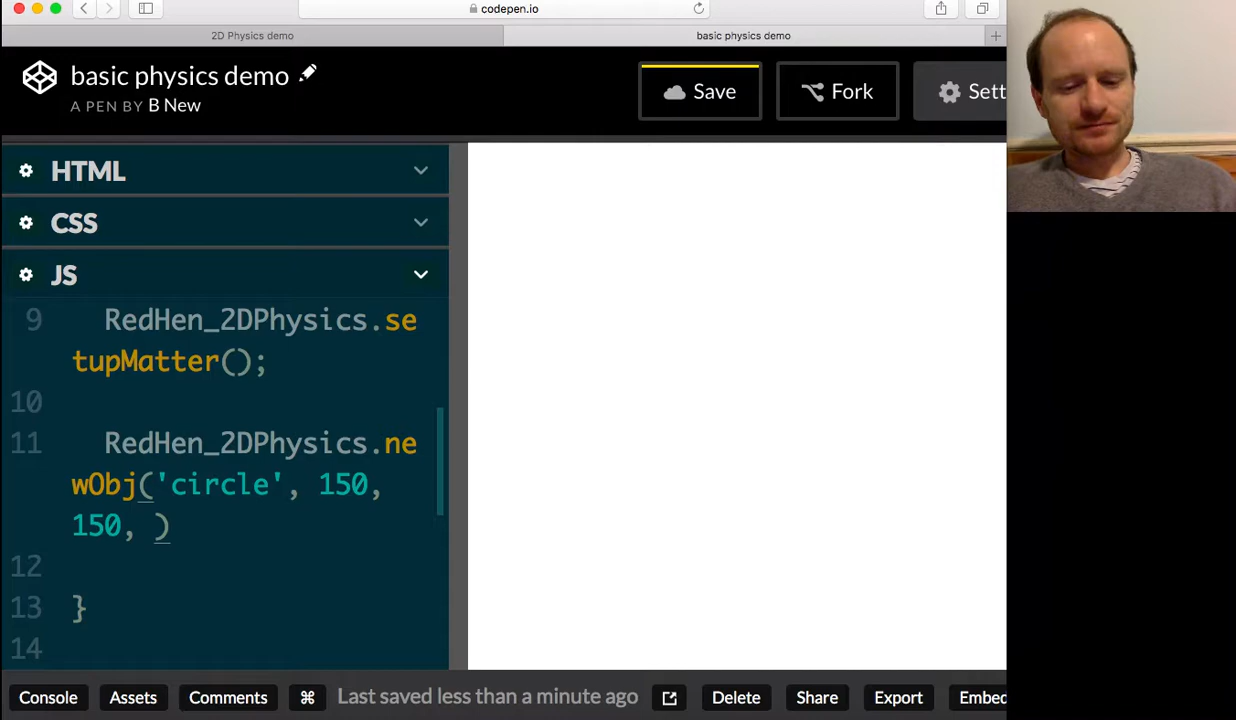 codepen.io
2D Physics demo
basic physics demo
basic physics demo
A PEN BY B New
Save
Fork
Sett
HTML
CSS
JS
9 RedHen_2DPhysics.se
tupMatter();
10
11 RedHen_2DPhysics.ne
wObj('circle', 150,
150, )
12
13 }
14
Console
Assets
Comments
⌘
Last saved less than a minute ago
Delete
Share
Export
Embed